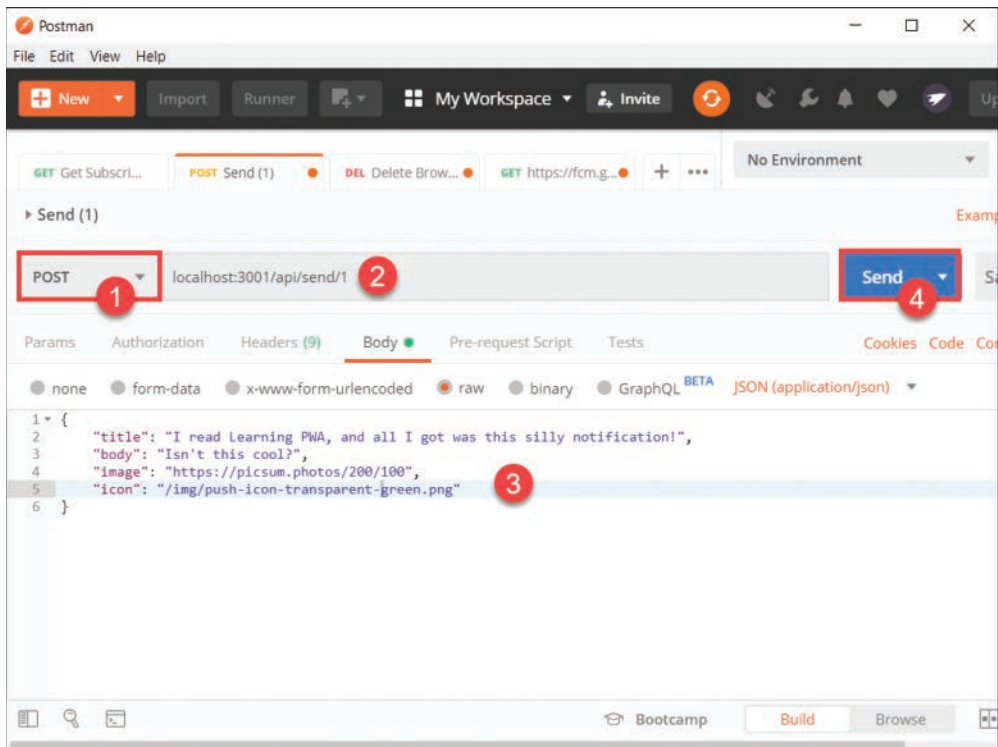 Postman
File Edit View Help
New Import Runner My Workspace Invite
No Environment
GET Get Subscri... POST Send (1) DEL Delete Brow... GET https://fcm.g... + •••
Send (1)
POST localhost:3001/api/send/1 Send
1 2 4
Params Authorization Headers (9) Body Pre-request Script Tests Cookies Code
none form-data x-www-form-urlencoded raw binary GraphQL BETA JSON (application/json)
1 {
2 "title": "I read Learning PWA, and all I got was this silly notification!",
3 "body": "Isn't this cool?",
4 "image": "https://picsum.photos/200/100",
5 "icon": "/img/push-icon-transparent-green.png"
3
6 }
Bootcamp Build Browse